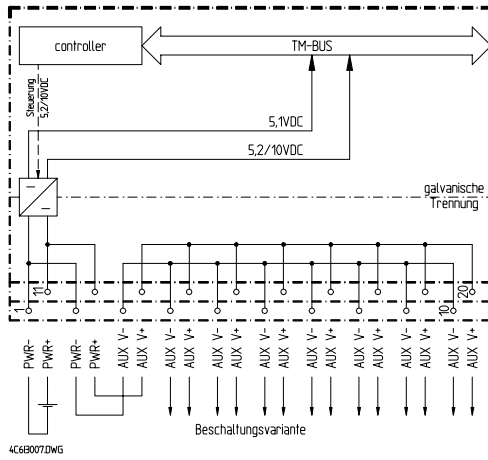 controller
TM-BUS
Steuerung
5,2/10VDC
5,1VDC
5,2/10VDC
galvanische
Trennung
1
11
10
20
PWR-
PWR+
PWR-
PWR+
AUX V-
AUX V+
AUX V-
AUX V+
AUX V-
AUX V+
AUX V-
AUX V+
AUX V-
AUX V+
AUX V-
AUX V+
AUX V-
AUX V+
AUX V-
AUX V+
Beschaltungsvariante
4C6B007.DWG